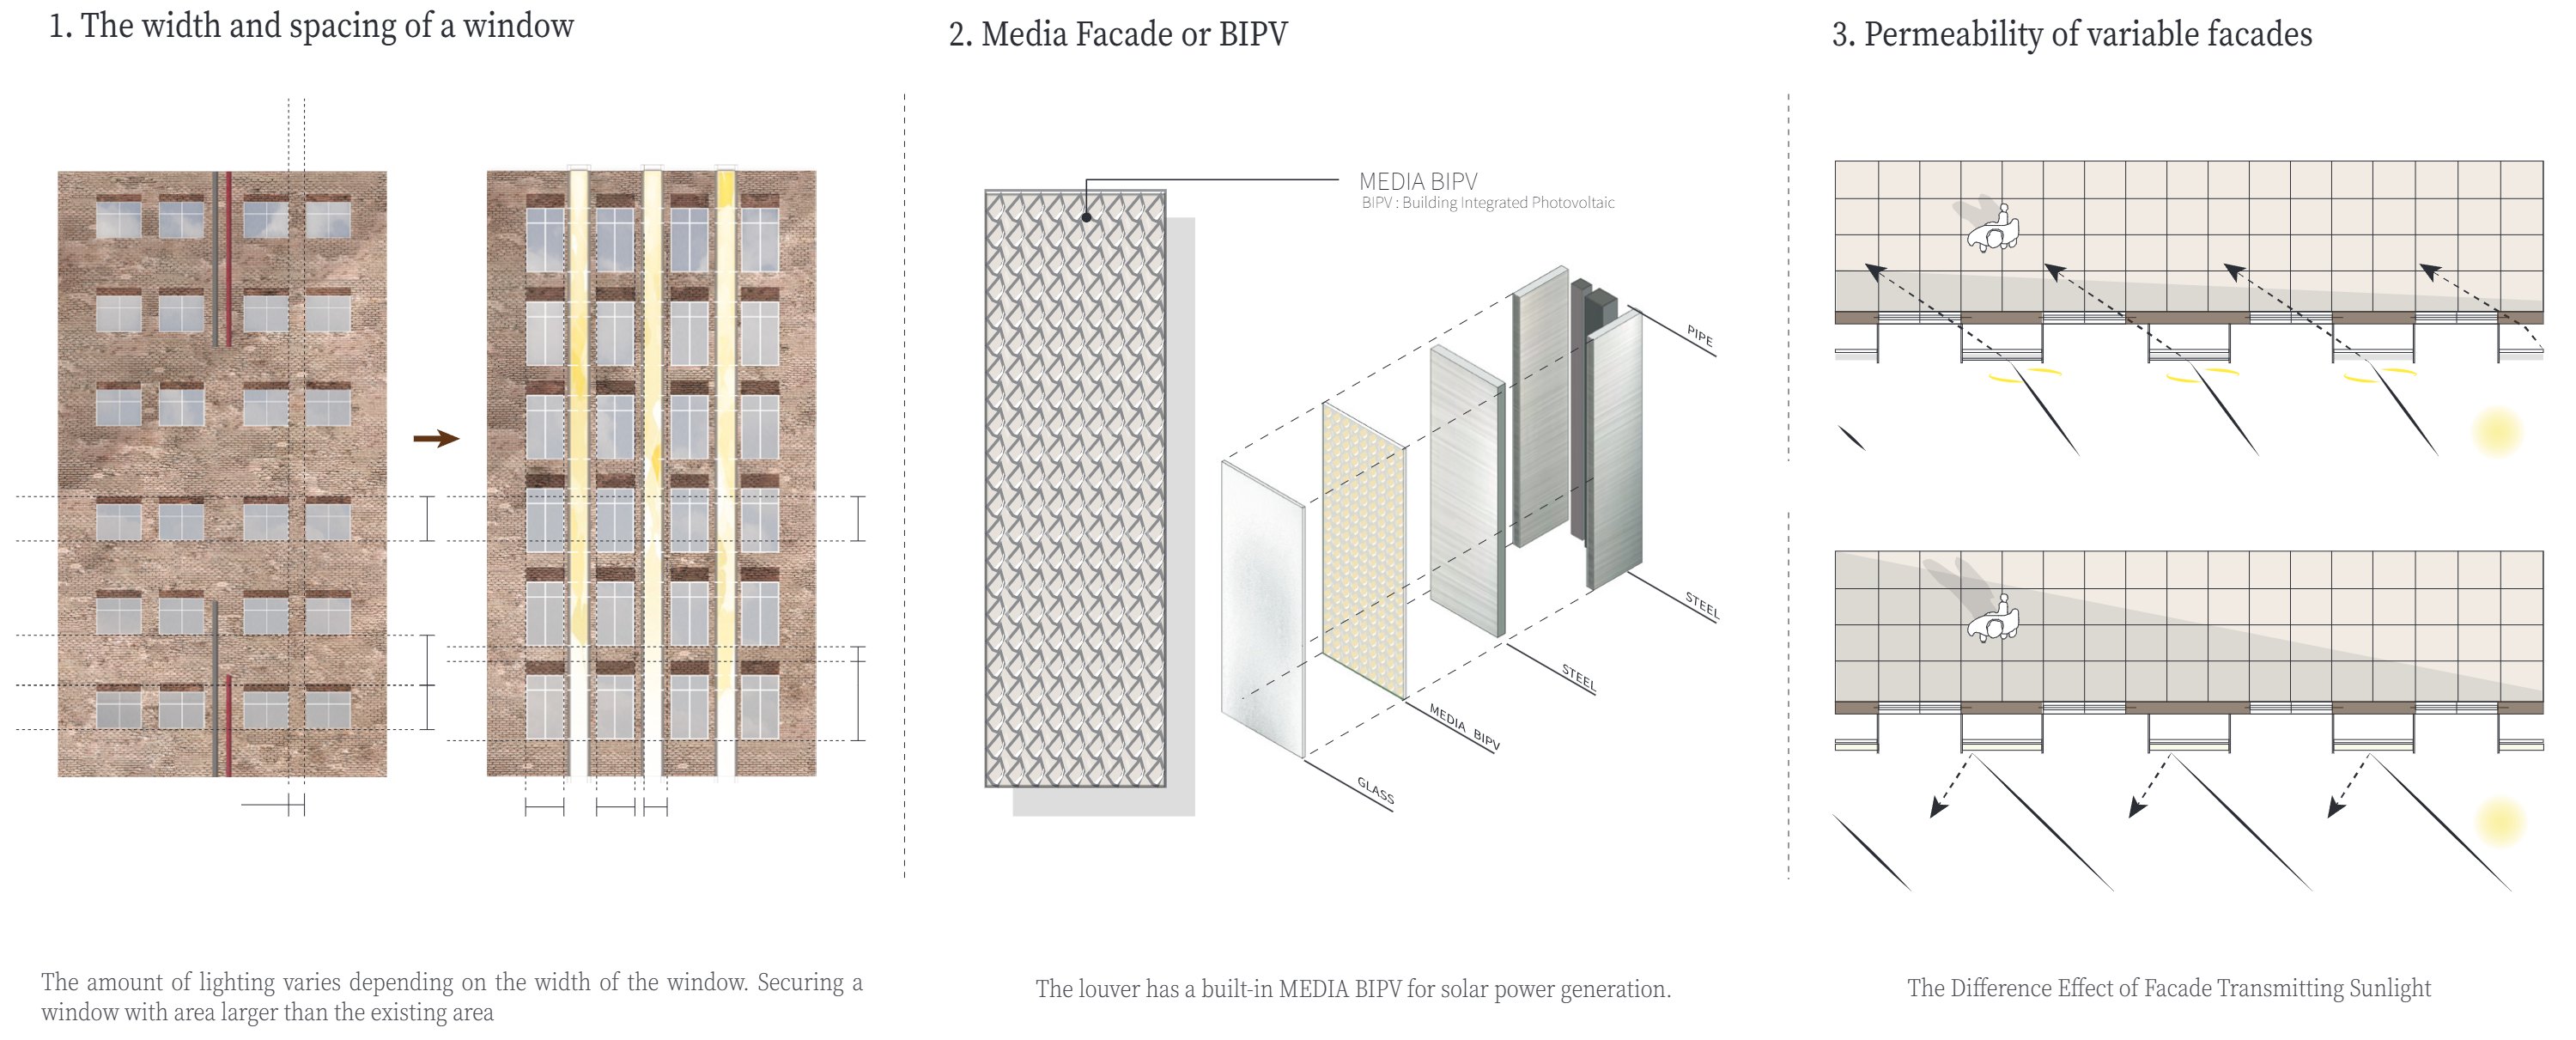 1. The width and spacing of a window
2. Media Facade or BIPV
3. Permeability of variable facades
MEDIA BIPV
BIPV : Building Integrated Photovoltaic
PIPE
STEEL
STEEL
MEDIA BIPV
GLASS
The amount of lighting varies depending on the width of the window. Securing a
window with area larger than the existing area
The louver has a built-in MEDIA BIPV for solar power generation.
The Difference Effect of Facade Transmitting Sunlight